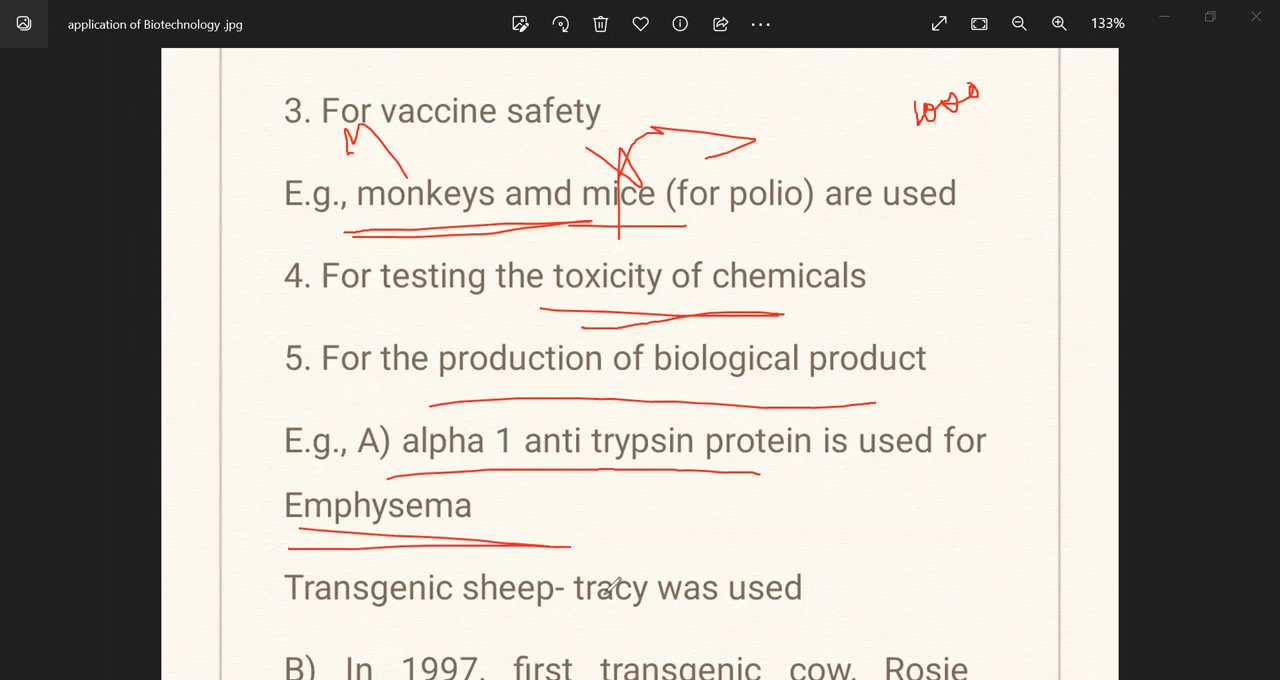 application of Biotechnology .jpg
133%
3. For vaccine safety
E.g., monkeys amd mice (for polio) are used
4. For testing the toxicity of chemicals
5. For the production of biological product
E.g., A) alpha 1 anti trypsin protein is used for
Emphysema
Transgenic sheep- tracy was used
B) In 1997, first transgenic cow, Rosie